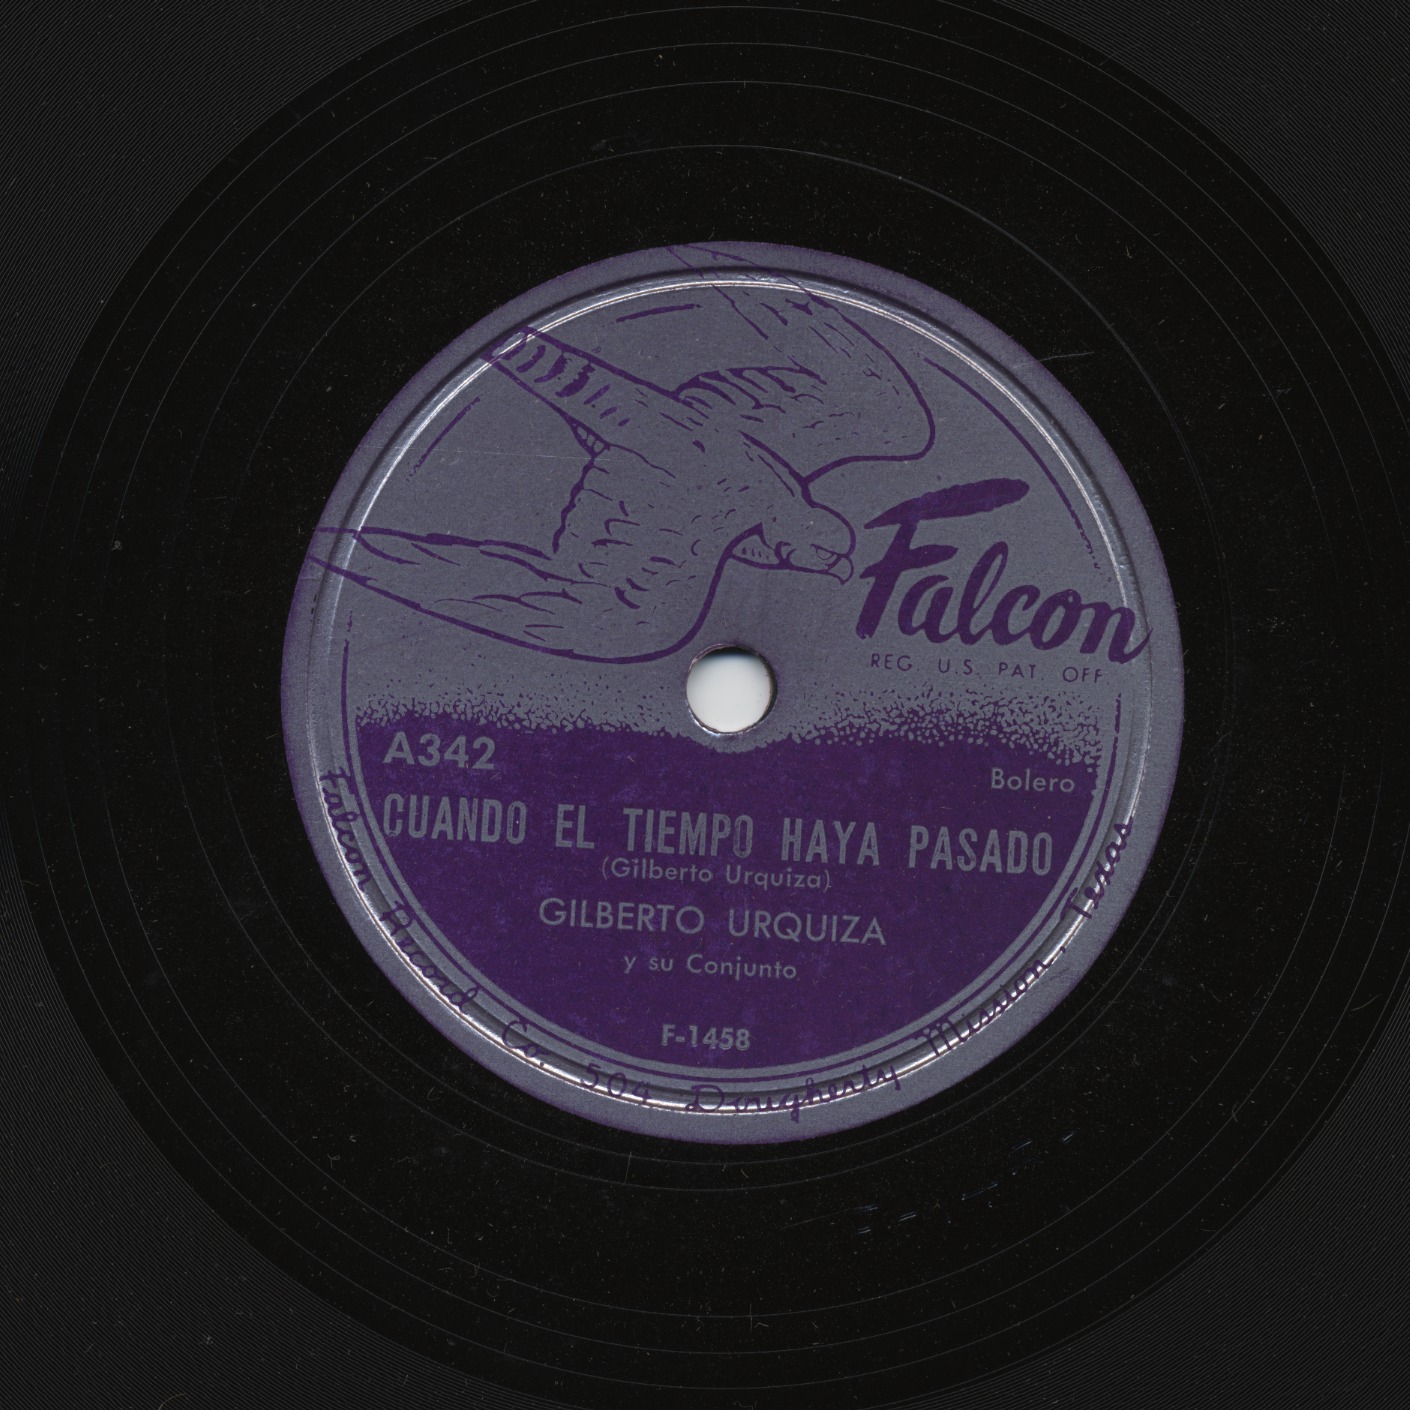 Falcon
REG. U.S. PAT. OFF.
A342
Bolero
CUANDO EL TIEMPO HAYA PASADO
(Gilberto Urquiza)
GILBERTO URQUIZA
y su Conjunto
F-1458
Falcon Record Co. 504 Dougherty Mission, Texas